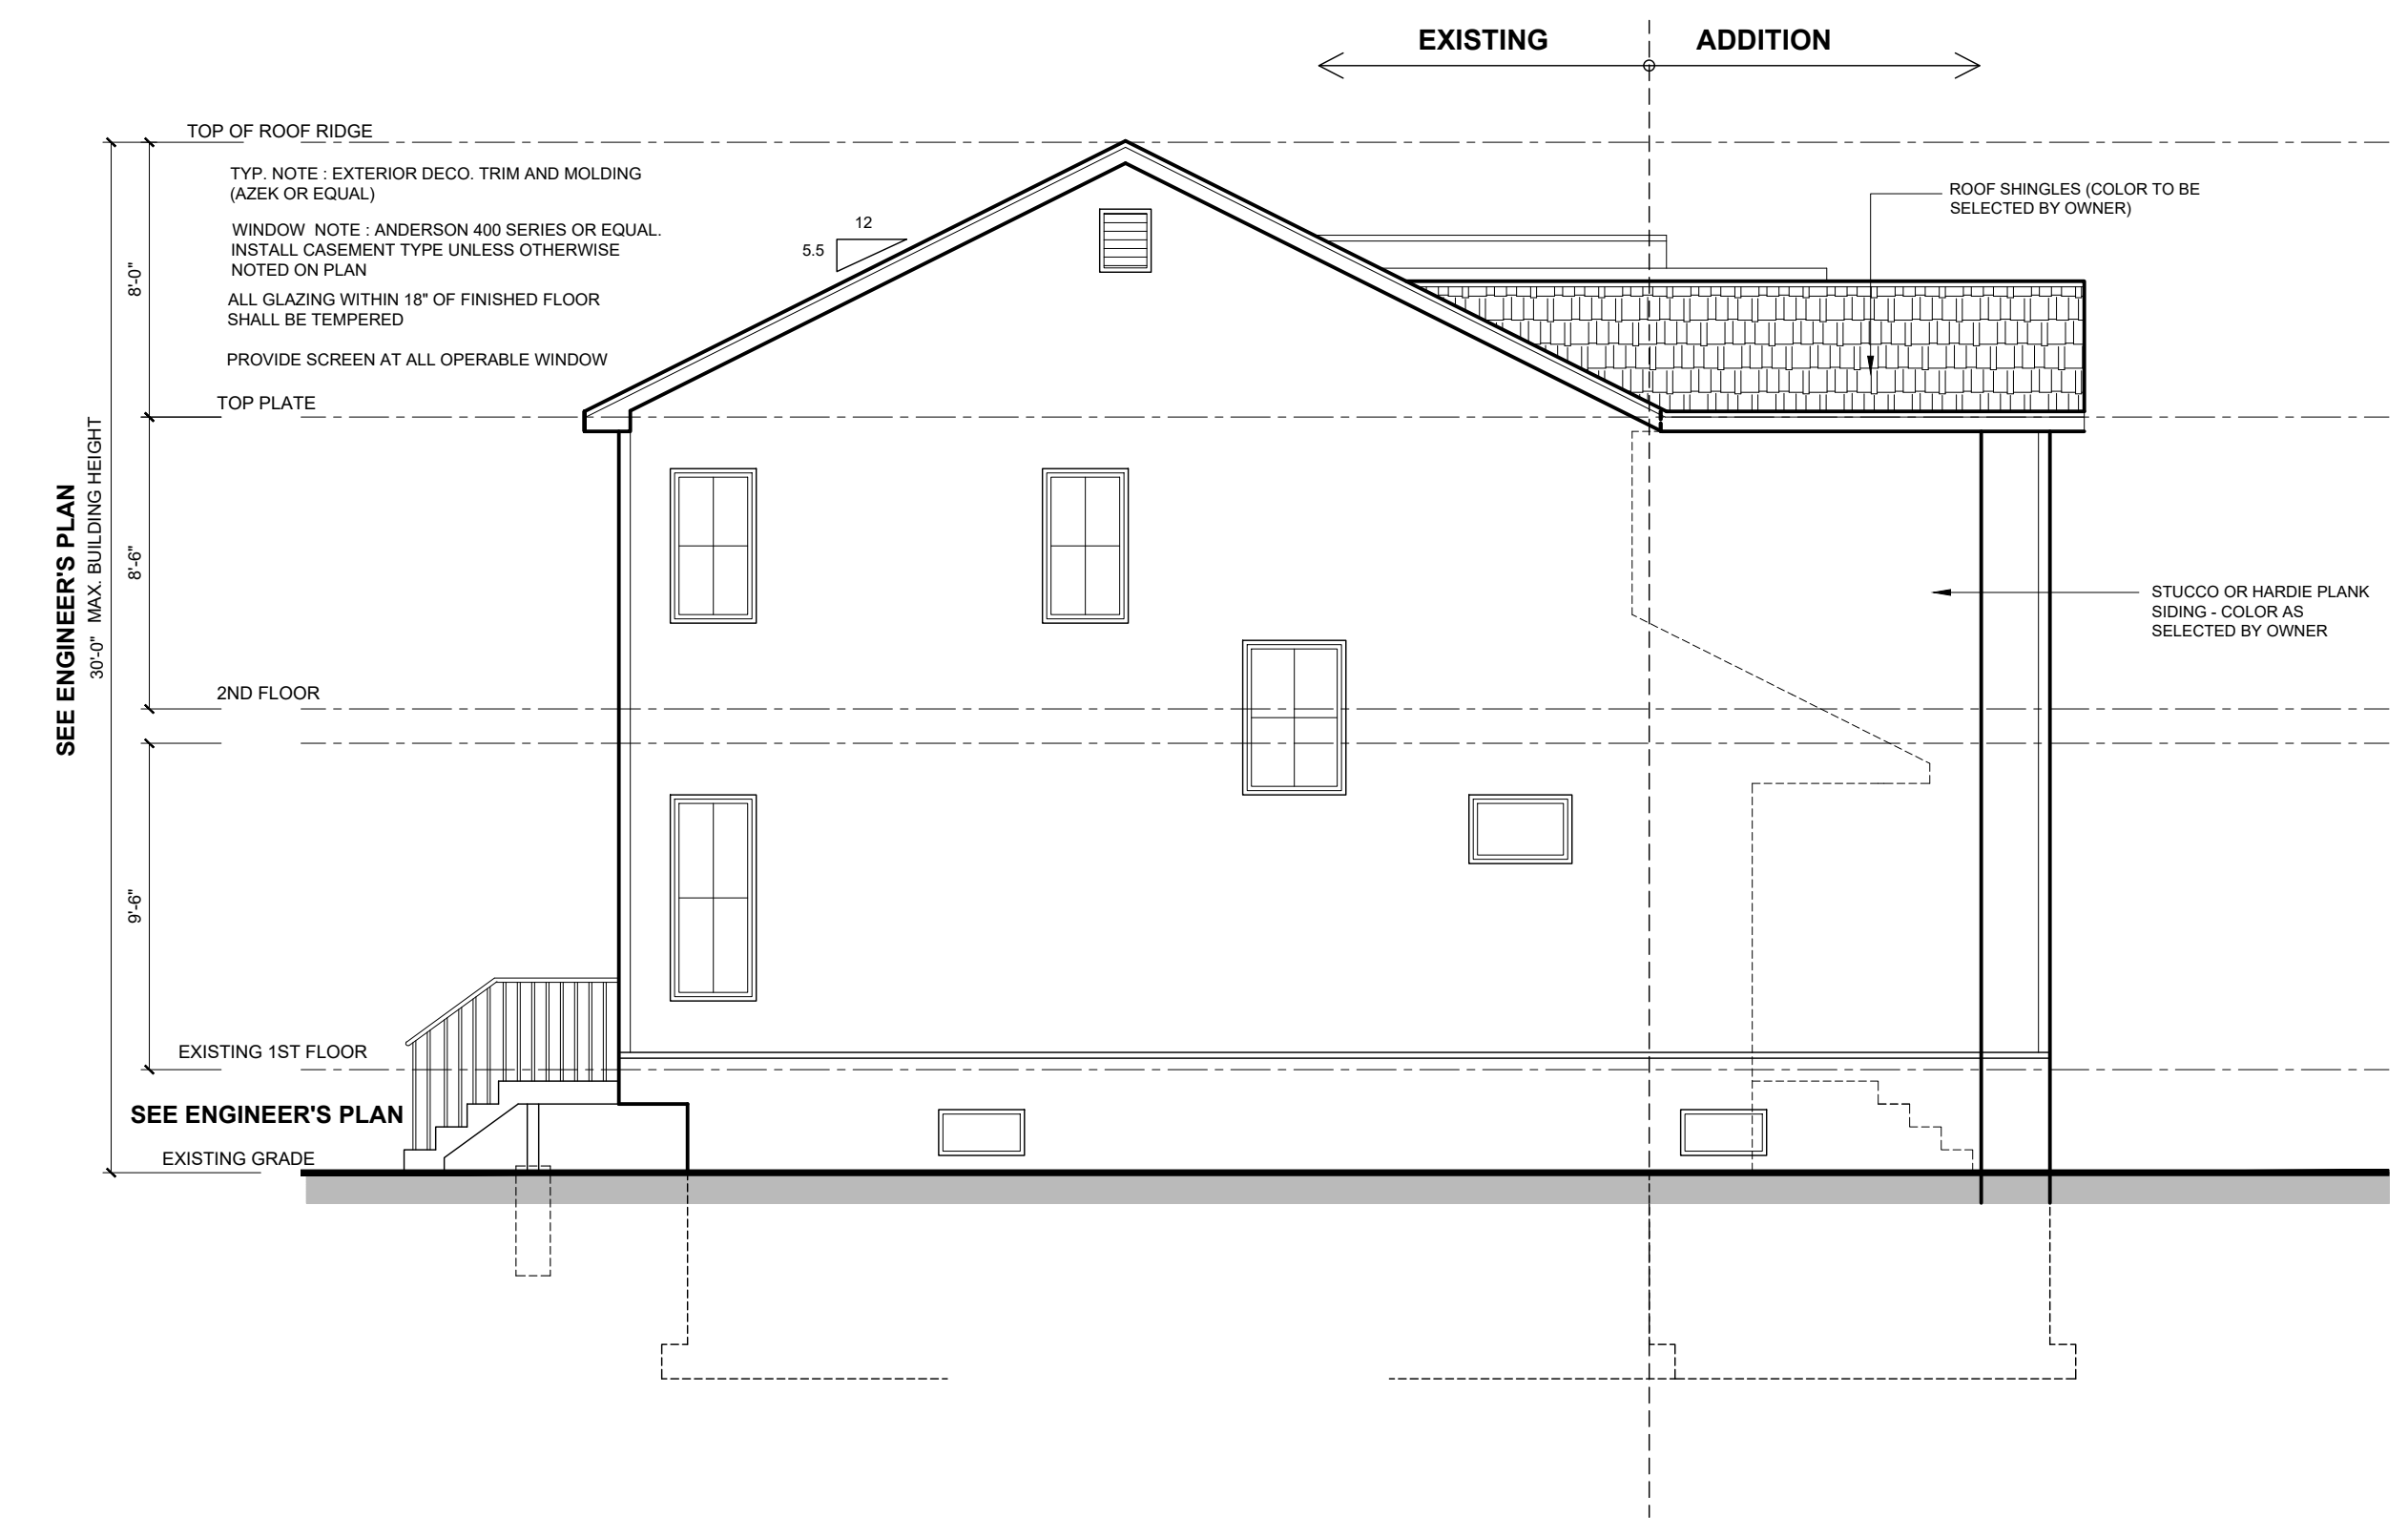 EXISTING
ADDITION
TOP OF ROOF RIDGE
TYP. NOTE : EXTERIOR DECO. TRIM AND MOLDING
(AZEK OR EQUAL)
WINDOW  NOTE : ANDERSON 400 SERIES OR EQUAL.
INSTALL CASEMENT TYPE UNLESS OTHERWISE
NOTED ON PLAN
ALL GLAZING WITHIN 18" OF FINISHED FLOOR
SHALL BE TEMPERED
PROVIDE SCREEN AT ALL OPERABLE WINDOW
12
5.5
ROOF SHINGLES (COLOR TO BE
SELECTED BY OWNER)
8'-0"
TOP PLATE
SEE ENGINEER'S PLAN
30'-0"  MAX. BUILDING HEIGHT
8'-6"
STUCCO OR HARDIE PLANK
SIDING - COLOR AS
SELECTED BY OWNER
2ND FLOOR
9'-6"
EXISTING 1ST FLOOR
SEE ENGINEER'S PLAN
EXISTING GRADE